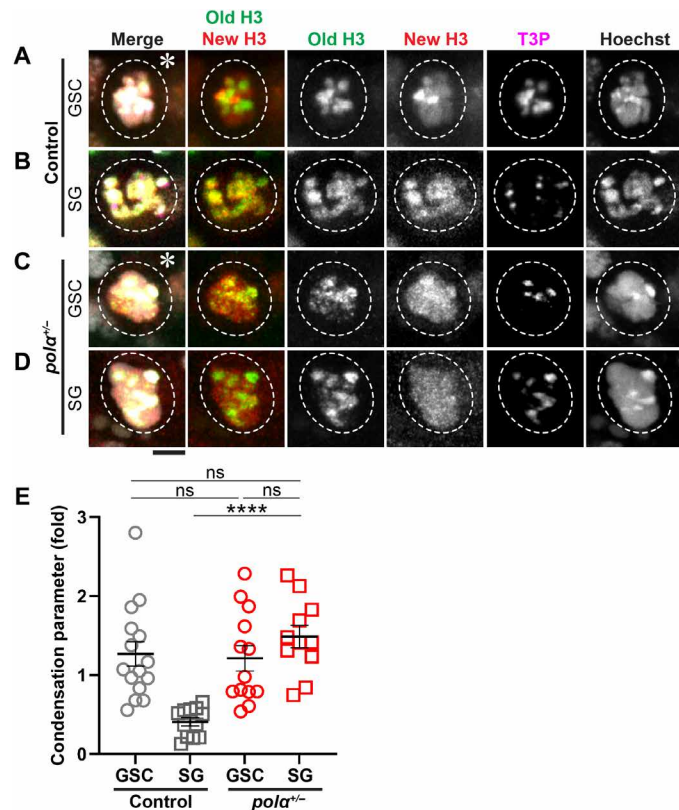 Old H3
Merge New H3 Old H3 New H3 T3P Hoechst
A * GSC
Control
B SG
C * GSC
polα+/−
D SG
E ns
ns ns
****
Condensation parameter (fold)
3
2
1
0
GSC SG GSC SG
Control polα+/−